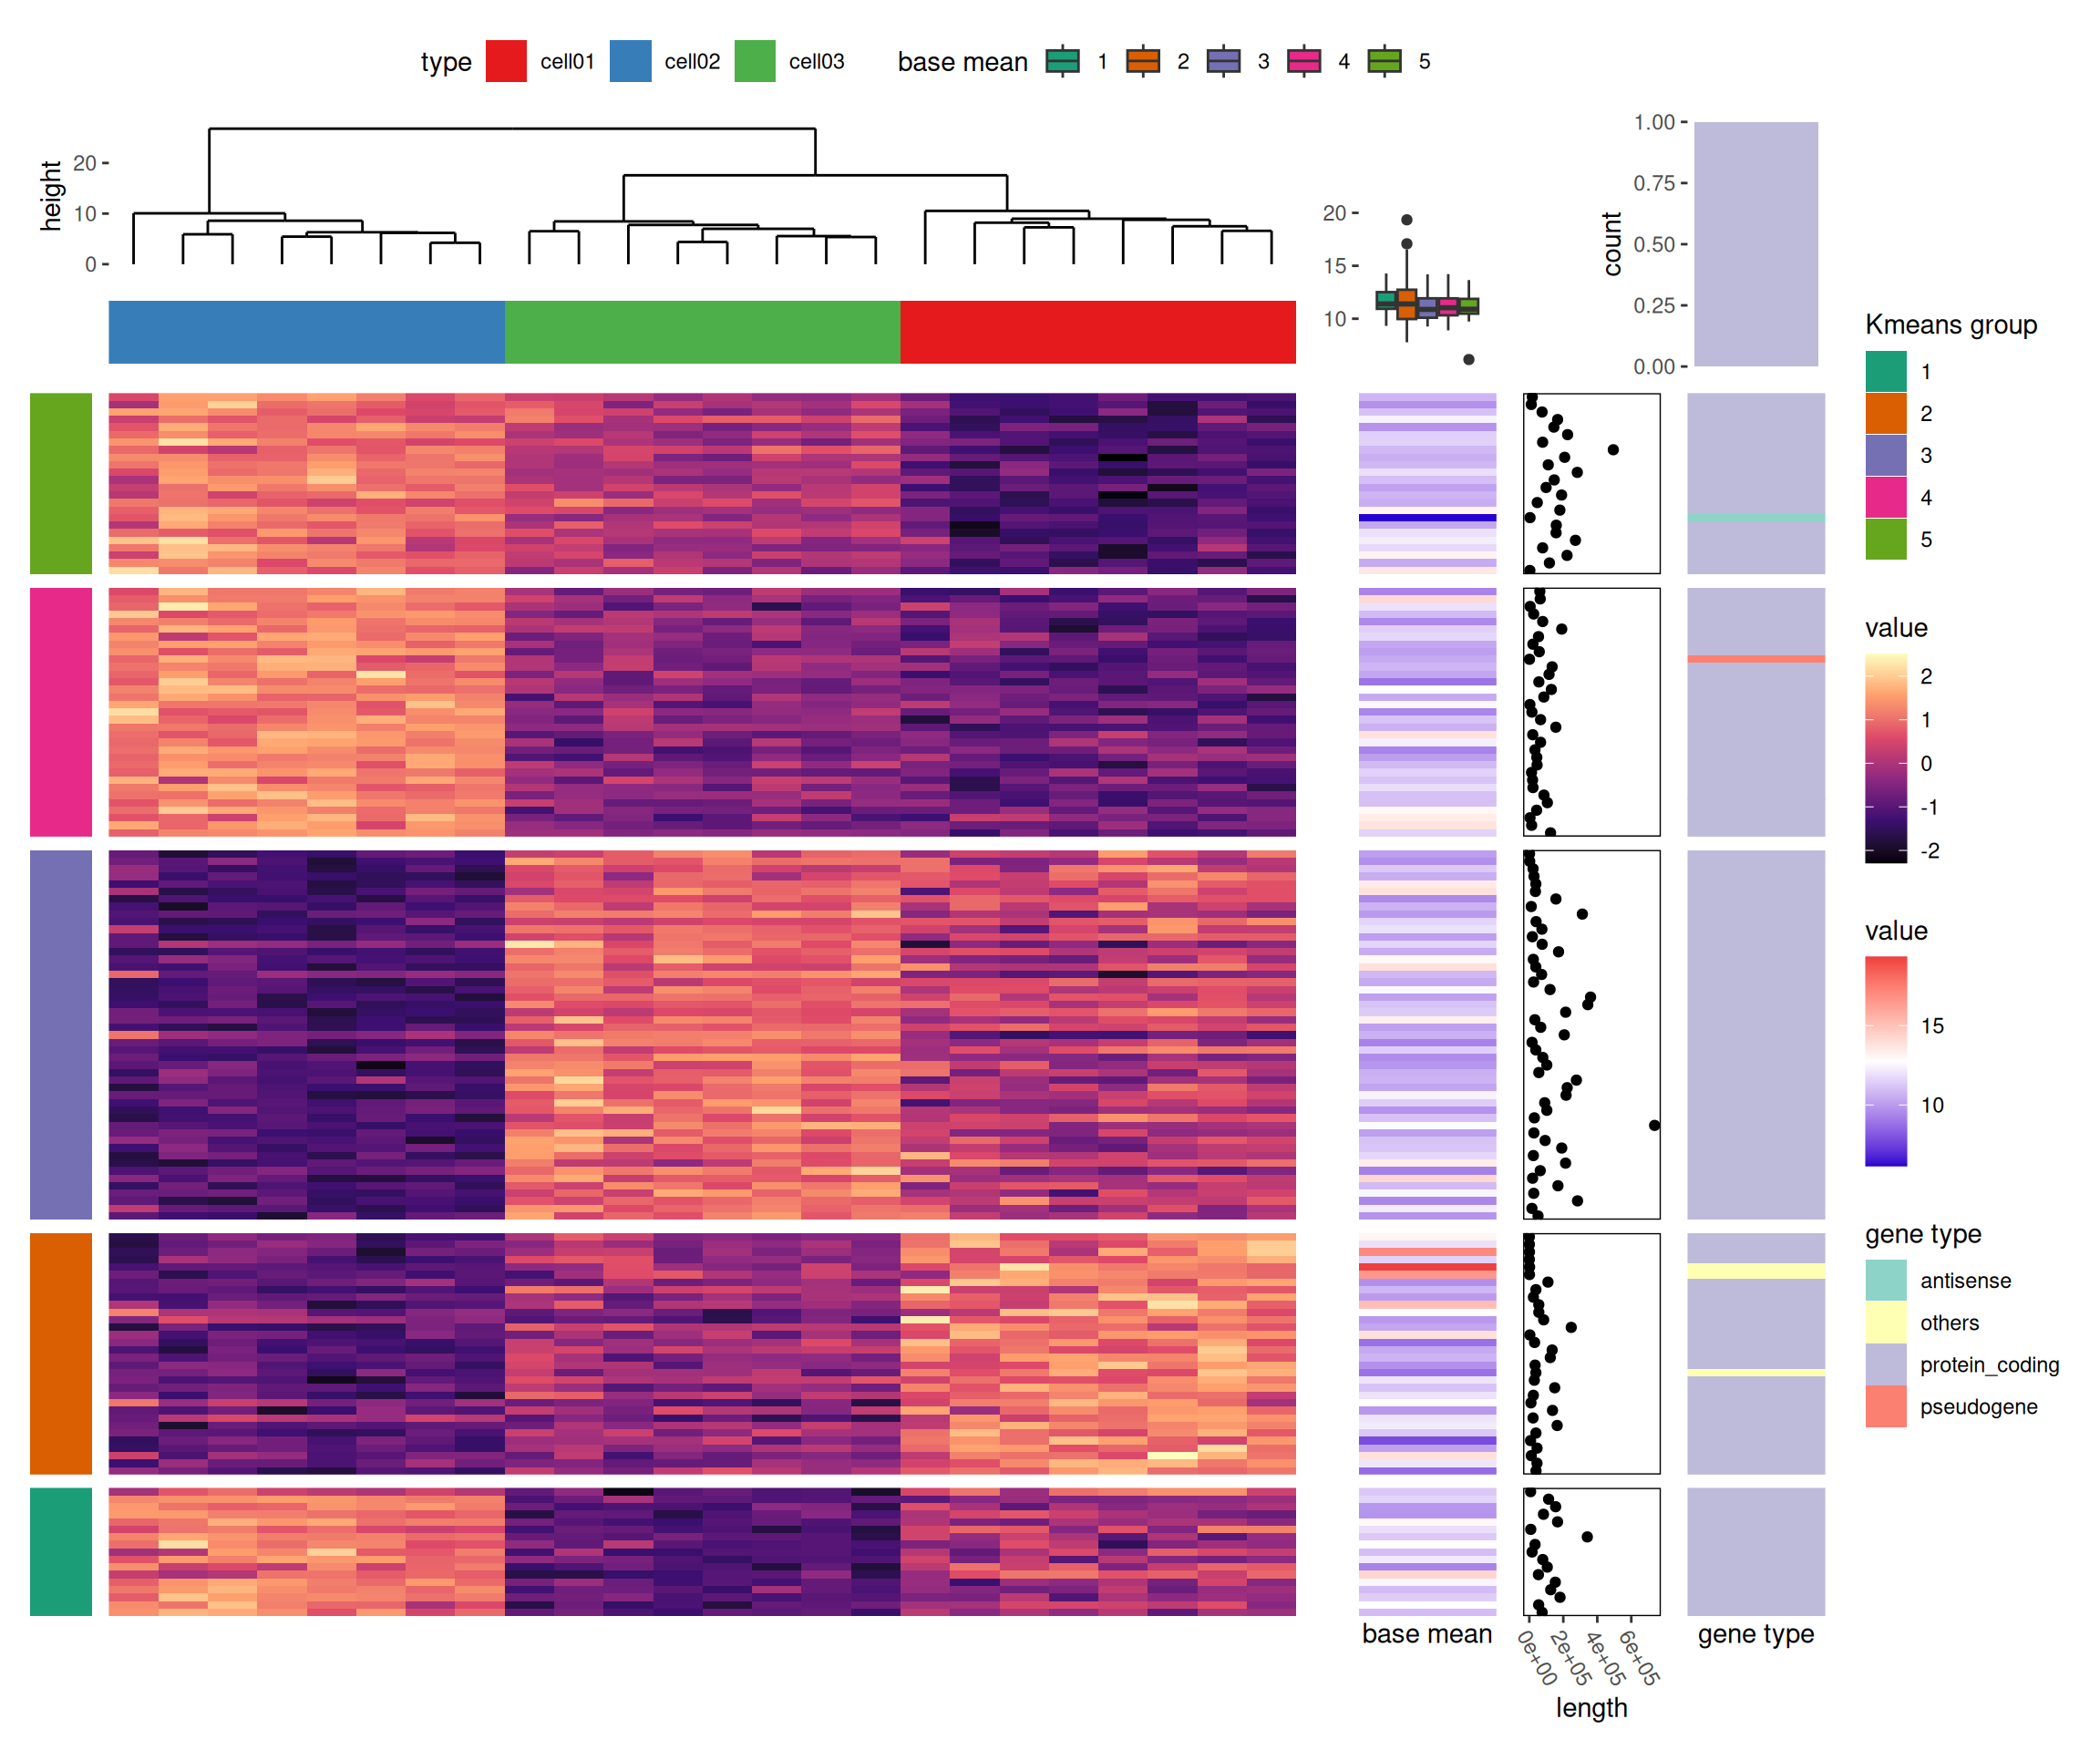 type cell01 cell02 cell03 base mean 1 2 3 4 5
height
20
10
0
20
15
10
count
1.00
0.75
0.50
0.25
0.00
Kmeans group
1
2
3
4
5
value
2
1
0
-1
-2
value
15
10
gene type
antisense
others
protein_coding
pseudogene
base mean
0e+00
2e+05
4e+05
6e+05
length
gene type